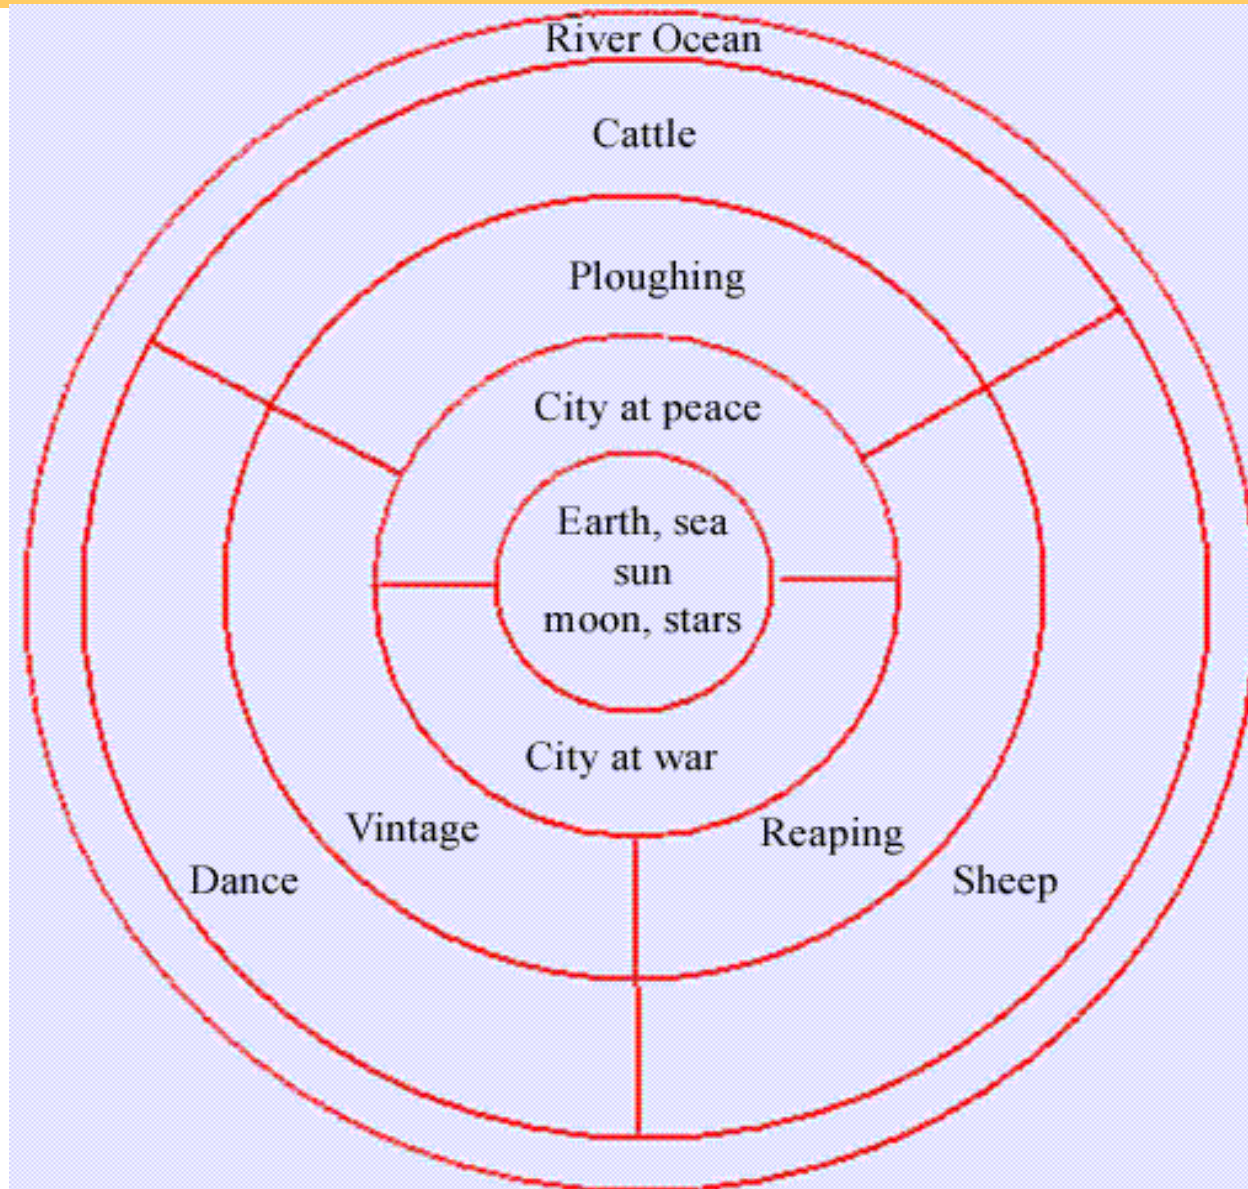 River Ocean
Cattle
Ploughing
City at peace
Earth, sea
sun
moon, stars
City at war
Vintage
Reaping
Dance
Sheep